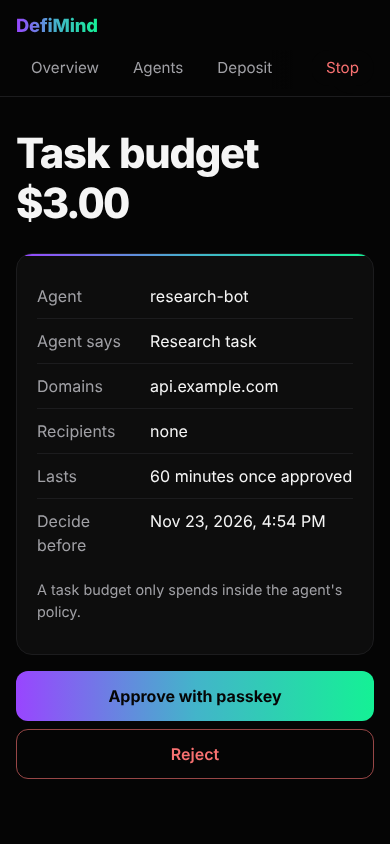 DefiMind
Overview Agents Deposit Stop
Task budget
$3.00
Agent research-bot
Agent says Research task
Domains api.example.com
Recipients none
Lasts 60 minutes once approved
Decide before Nov 23, 2026, 4:54 PM
A task budget only spends inside the agent's
policy.
Approve with passkey
Reject